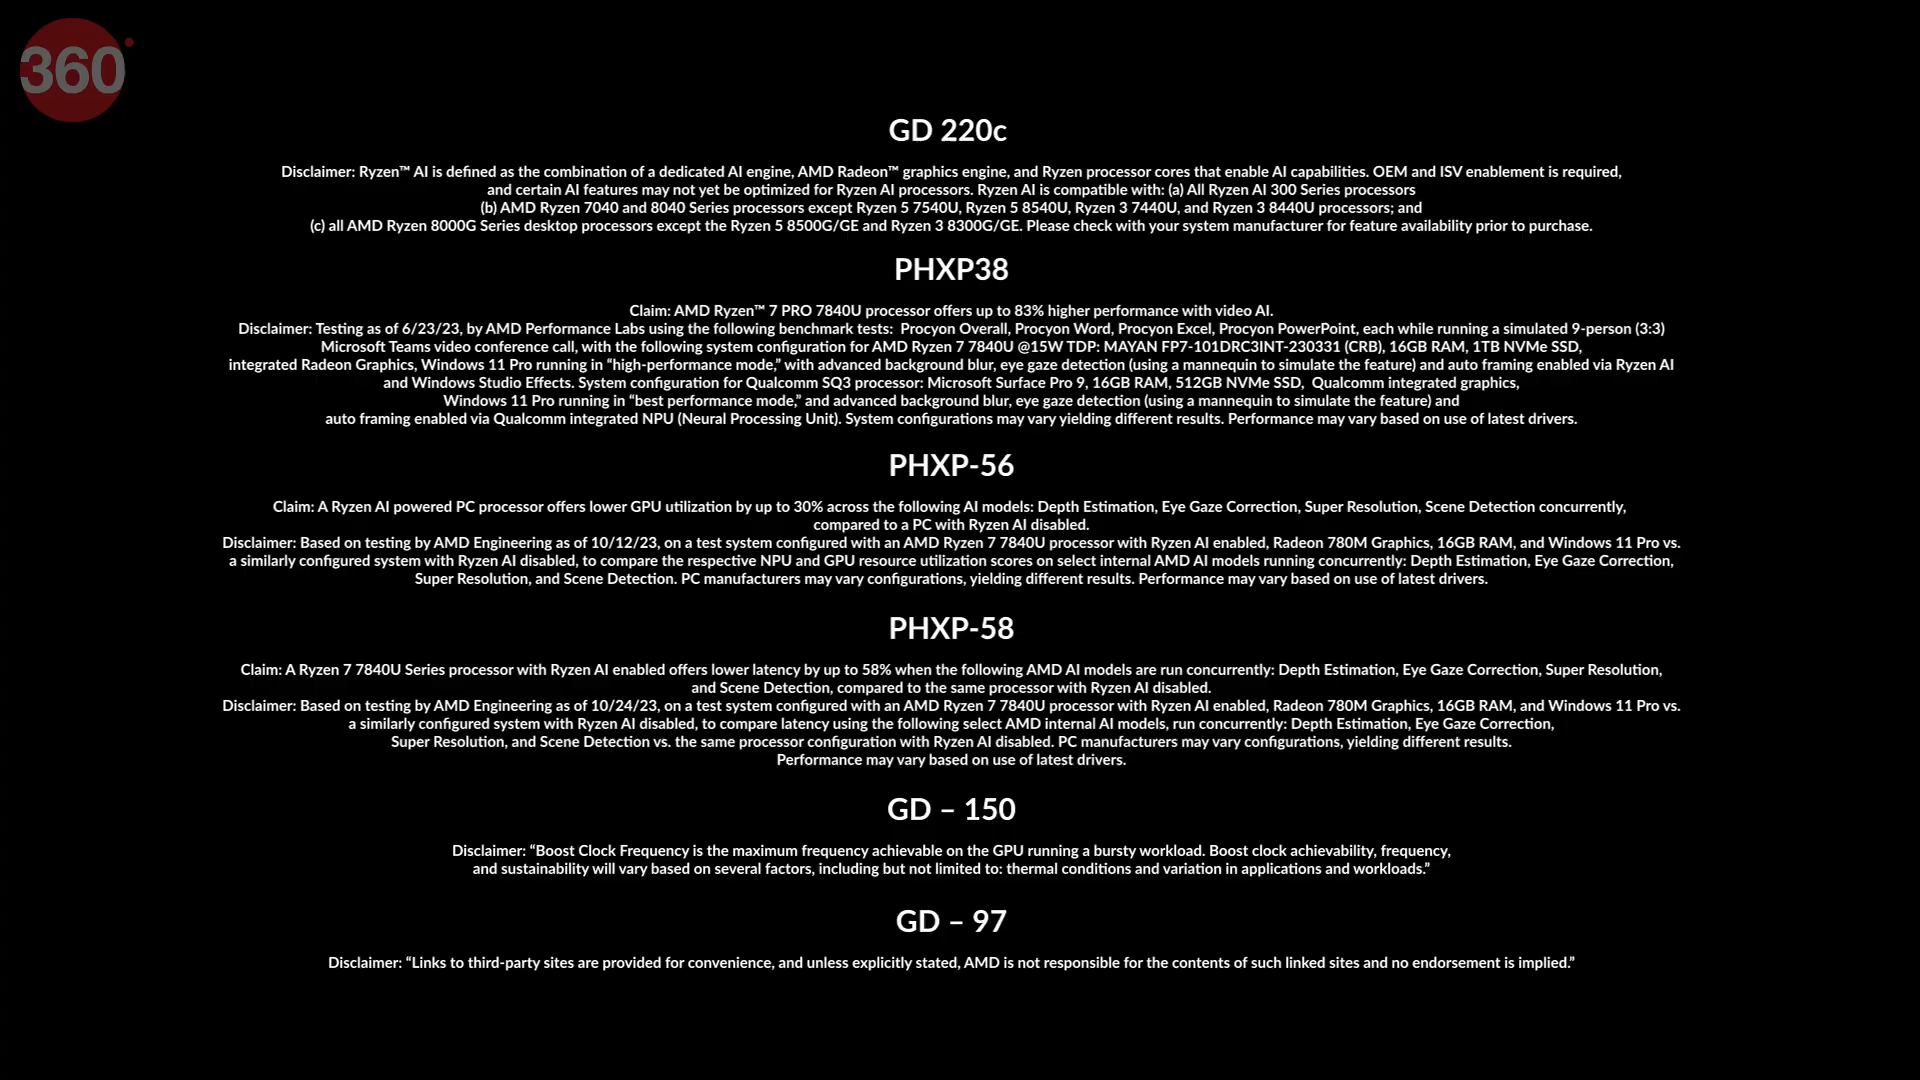 360°
GD 220c
Disclaimer: Ryzen™ AI is defined as the combination of a dedicated AI engine, AMD Radeon™ graphics engine, and Ryzen processor cores that enable AI capabilities. OEM and ISV enablement is required,
and certain AI features may not yet be optimized for Ryzen AI processors. Ryzen AI is compatible with: (a) All Ryzen AI 300 Series processors
(b) AMD Ryzen 7040 and 8040 Series processors except Ryzen 5 7540U, Ryzen 5 8540U, Ryzen 3 7440U, and Ryzen 3 8440U processors; and
(c) all AMD Ryzen 8000G Series desktop processors except the Ryzen 5 8500G/GE and Ryzen 3 8300G/GE. Please check with your system manufacturer for feature availability prior to purchase.
PHXP38
Claim: AMD Ryzen™ 7 PRO 7840U processor offers up to 83% higher performance with video AI.
Disclaimer: Testing as of 6/23/23, by AMD Performance Labs using the following benchmark tests:  Procyon Overall, Procyon Word, Procyon Excel, Procyon PowerPoint, each while running a simulated 9-person (3:3)
Microsoft Teams video conference call, with the following system configuration for AMD Ryzen 7 7840U @15W TDP: MAYAN FP7-101DRC3INT-230331 (CRB), 16GB RAM, 1TB NVMe SSD,
integrated Radeon Graphics, Windows 11 Pro running in “high-performance mode,” with advanced background blur, eye gaze detection (using a mannequin to simulate the feature) and auto framing enabled via Ryzen AI
and Windows Studio Effects. System configuration for Qualcomm SQ3 processor: Microsoft Surface Pro 9, 16GB RAM, 512GB NVMe SSD,  Qualcomm integrated graphics,
Windows 11 Pro running in “best performance mode,” and advanced background blur, eye gaze detection (using a mannequin to simulate the feature) and
auto framing enabled via Qualcomm integrated NPU (Neural Processing Unit). System configurations may vary yielding different results. Performance may vary based on use of latest drivers.
PHXP-56
Claim: A Ryzen AI powered PC processor offers lower GPU utilization by up to 30% across the following AI models: Depth Estimation, Eye Gaze Correction, Super Resolution, Scene Detection concurrently,
compared to a PC with Ryzen AI disabled.
Disclaimer: Based on testing by AMD Engineering as of 10/12/23, on a test system configured with an AMD Ryzen 7 7840U processor with Ryzen AI enabled, Radeon 780M Graphics, 16GB RAM, and Windows 11 Pro vs.
a similarly configured system with Ryzen AI disabled, to compare the respective NPU and GPU resource utilization scores on select internal AMD AI models running concurrently: Depth Estimation, Eye Gaze Correction,
Super Resolution, and Scene Detection. PC manufacturers may vary configurations, yielding different results. Performance may vary based on use of latest drivers.
PHXP-58
Claim: A Ryzen 7 7840U Series processor with Ryzen AI enabled offers lower latency by up to 58% when the following AMD AI models are run concurrently: Depth Estimation, Eye Gaze Correction, Super Resolution,
and Scene Detection, compared to the same processor with Ryzen AI disabled.
Disclaimer: Based on testing by AMD Engineering as of 10/24/23, on a test system configured with an AMD Ryzen 7 7840U processor with Ryzen AI enabled, Radeon 780M Graphics, 16GB RAM, and Windows 11 Pro vs.
a similarly configured system with Ryzen AI disabled, to compare latency using the following select AMD internal AI models, run concurrently: Depth Estimation, Eye Gaze Correction,
Super Resolution, and Scene Detection vs. the same processor configuration with Ryzen AI disabled. PC manufacturers may vary configurations, yielding different results.
Performance may vary based on use of latest drivers.
GD – 150
Disclaimer: “Boost Clock Frequency is the maximum frequency achievable on the GPU running a bursty workload. Boost clock achievability, frequency,
and sustainability will vary based on several factors, including but not limited to: thermal conditions and variation in applications and workloads.”
GD – 97
Disclaimer: “Links to third-party sites are provided for convenience, and unless explicitly stated, AMD is not responsible for the contents of such linked sites and no endorsement is implied.”